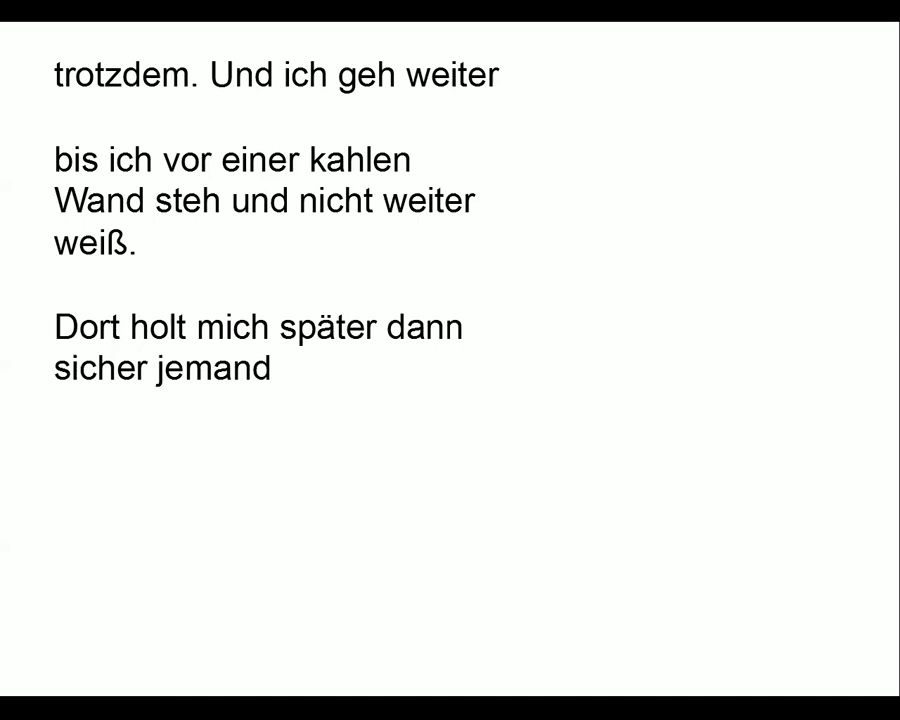 trotzdem. Und ich geh weiter
bis ich vor einer kahlen
Wand steh und nicht weiter
weiß.
Dort holt mich später dann
sicher jemand